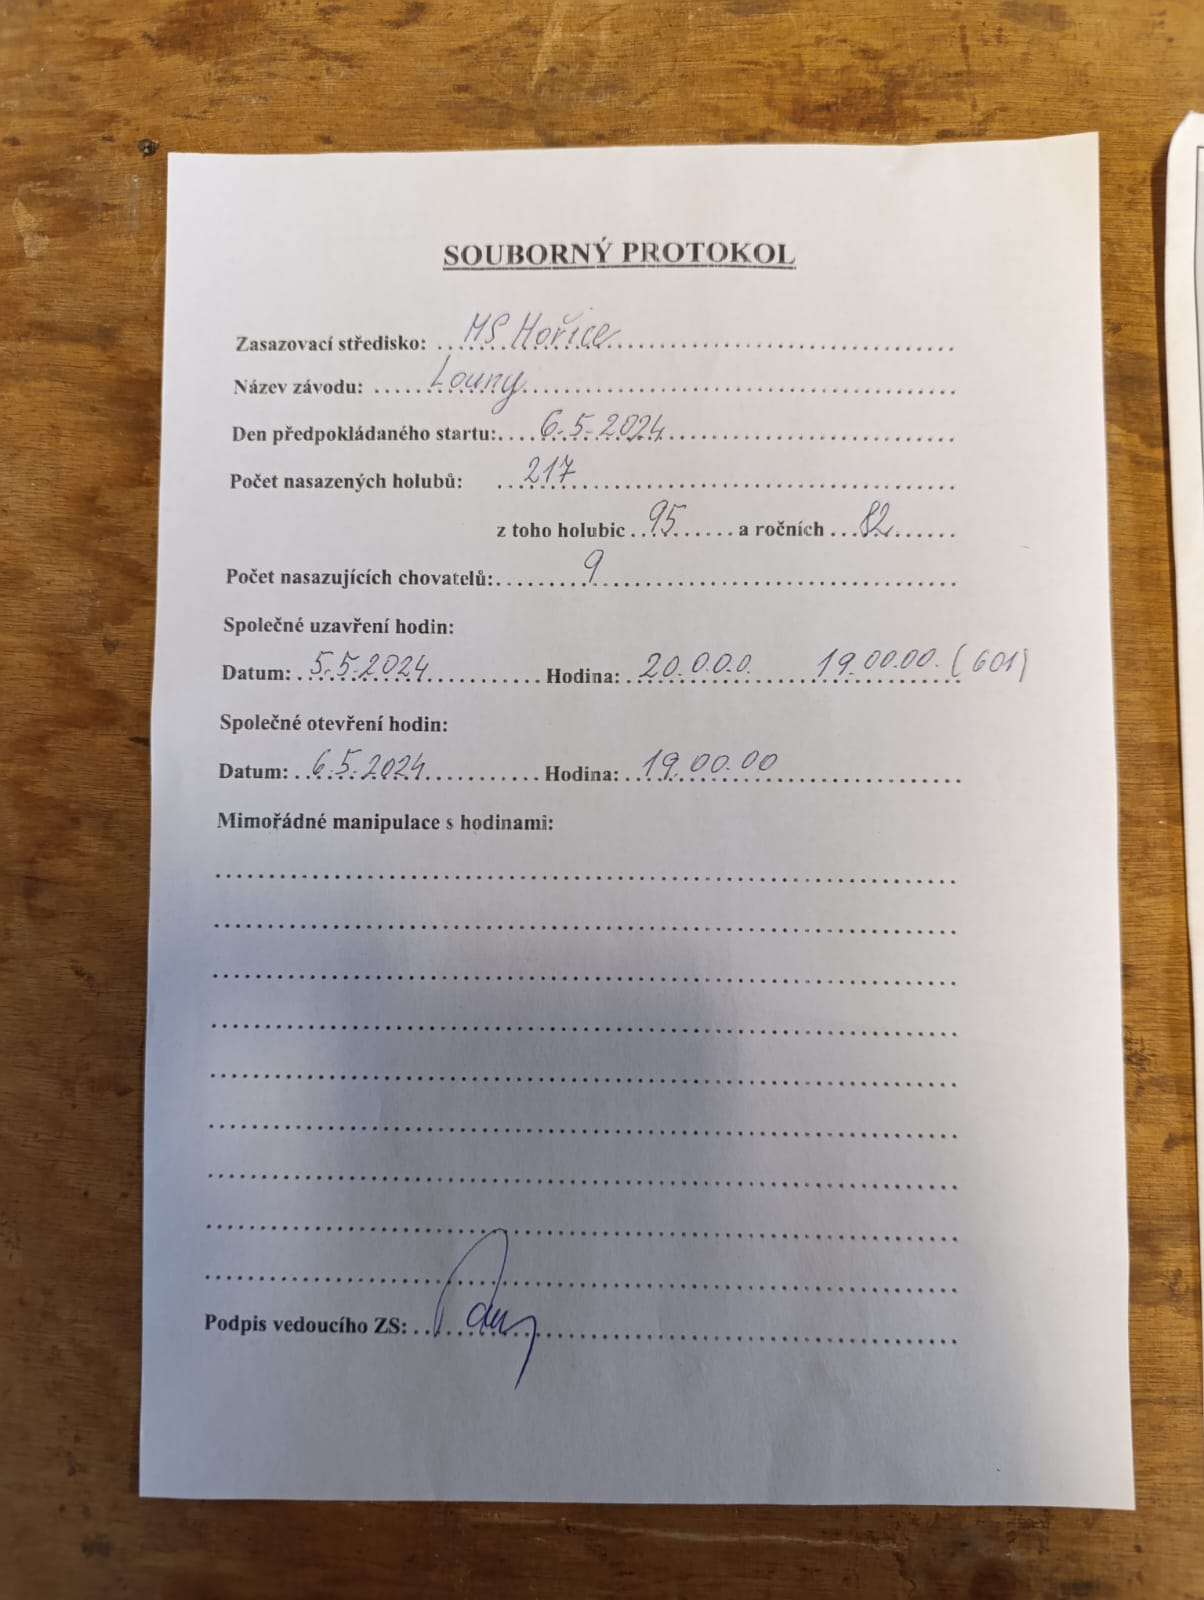 SOUBORNÝ PROTOKOL
Zasazovací středisko: MS Hořice
Název závodu: Louny
Den předpokládaného startu: 6.5.2024
Počet nasazených holubů: 217
z toho holubic 95 a ročních 82
Počet nasazujících chovatelů: 9
Společné uzavření hodin:
Datum: 5.5.2024 Hodina: 20.0.0.0 19.00.00. (601)
Společné otevření hodin:
Datum: 6.5.2024 Hodina: 19.00.00
Mimořádné manipulace s hodinami:
Podpis vedoucího ZS: